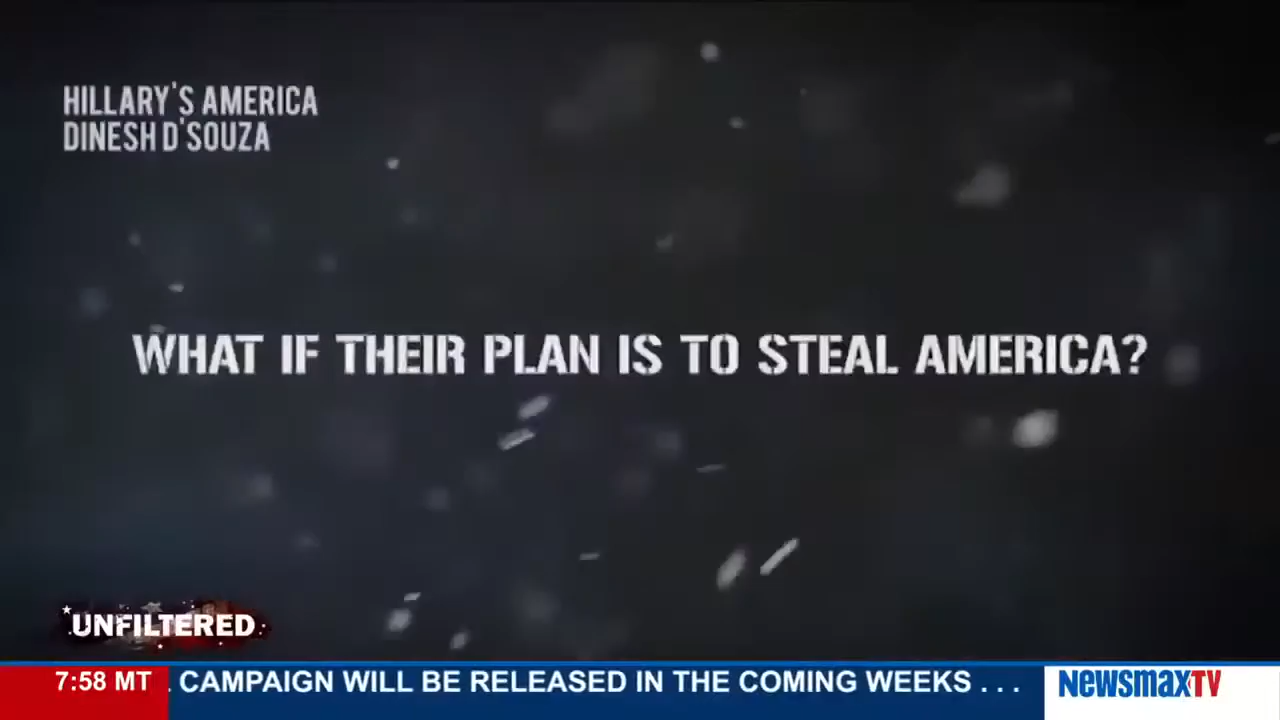 HILLARY'S AMERICA
DINESH D'SOUZA
WHAT IF THEIR PLAN IS TO STEAL AMERICA?
UNFILTERED
7:58 MT
. CAMPAIGN WILL BE RELEASED IN THE COMING WEEKS . . .
NEWSMAXTV